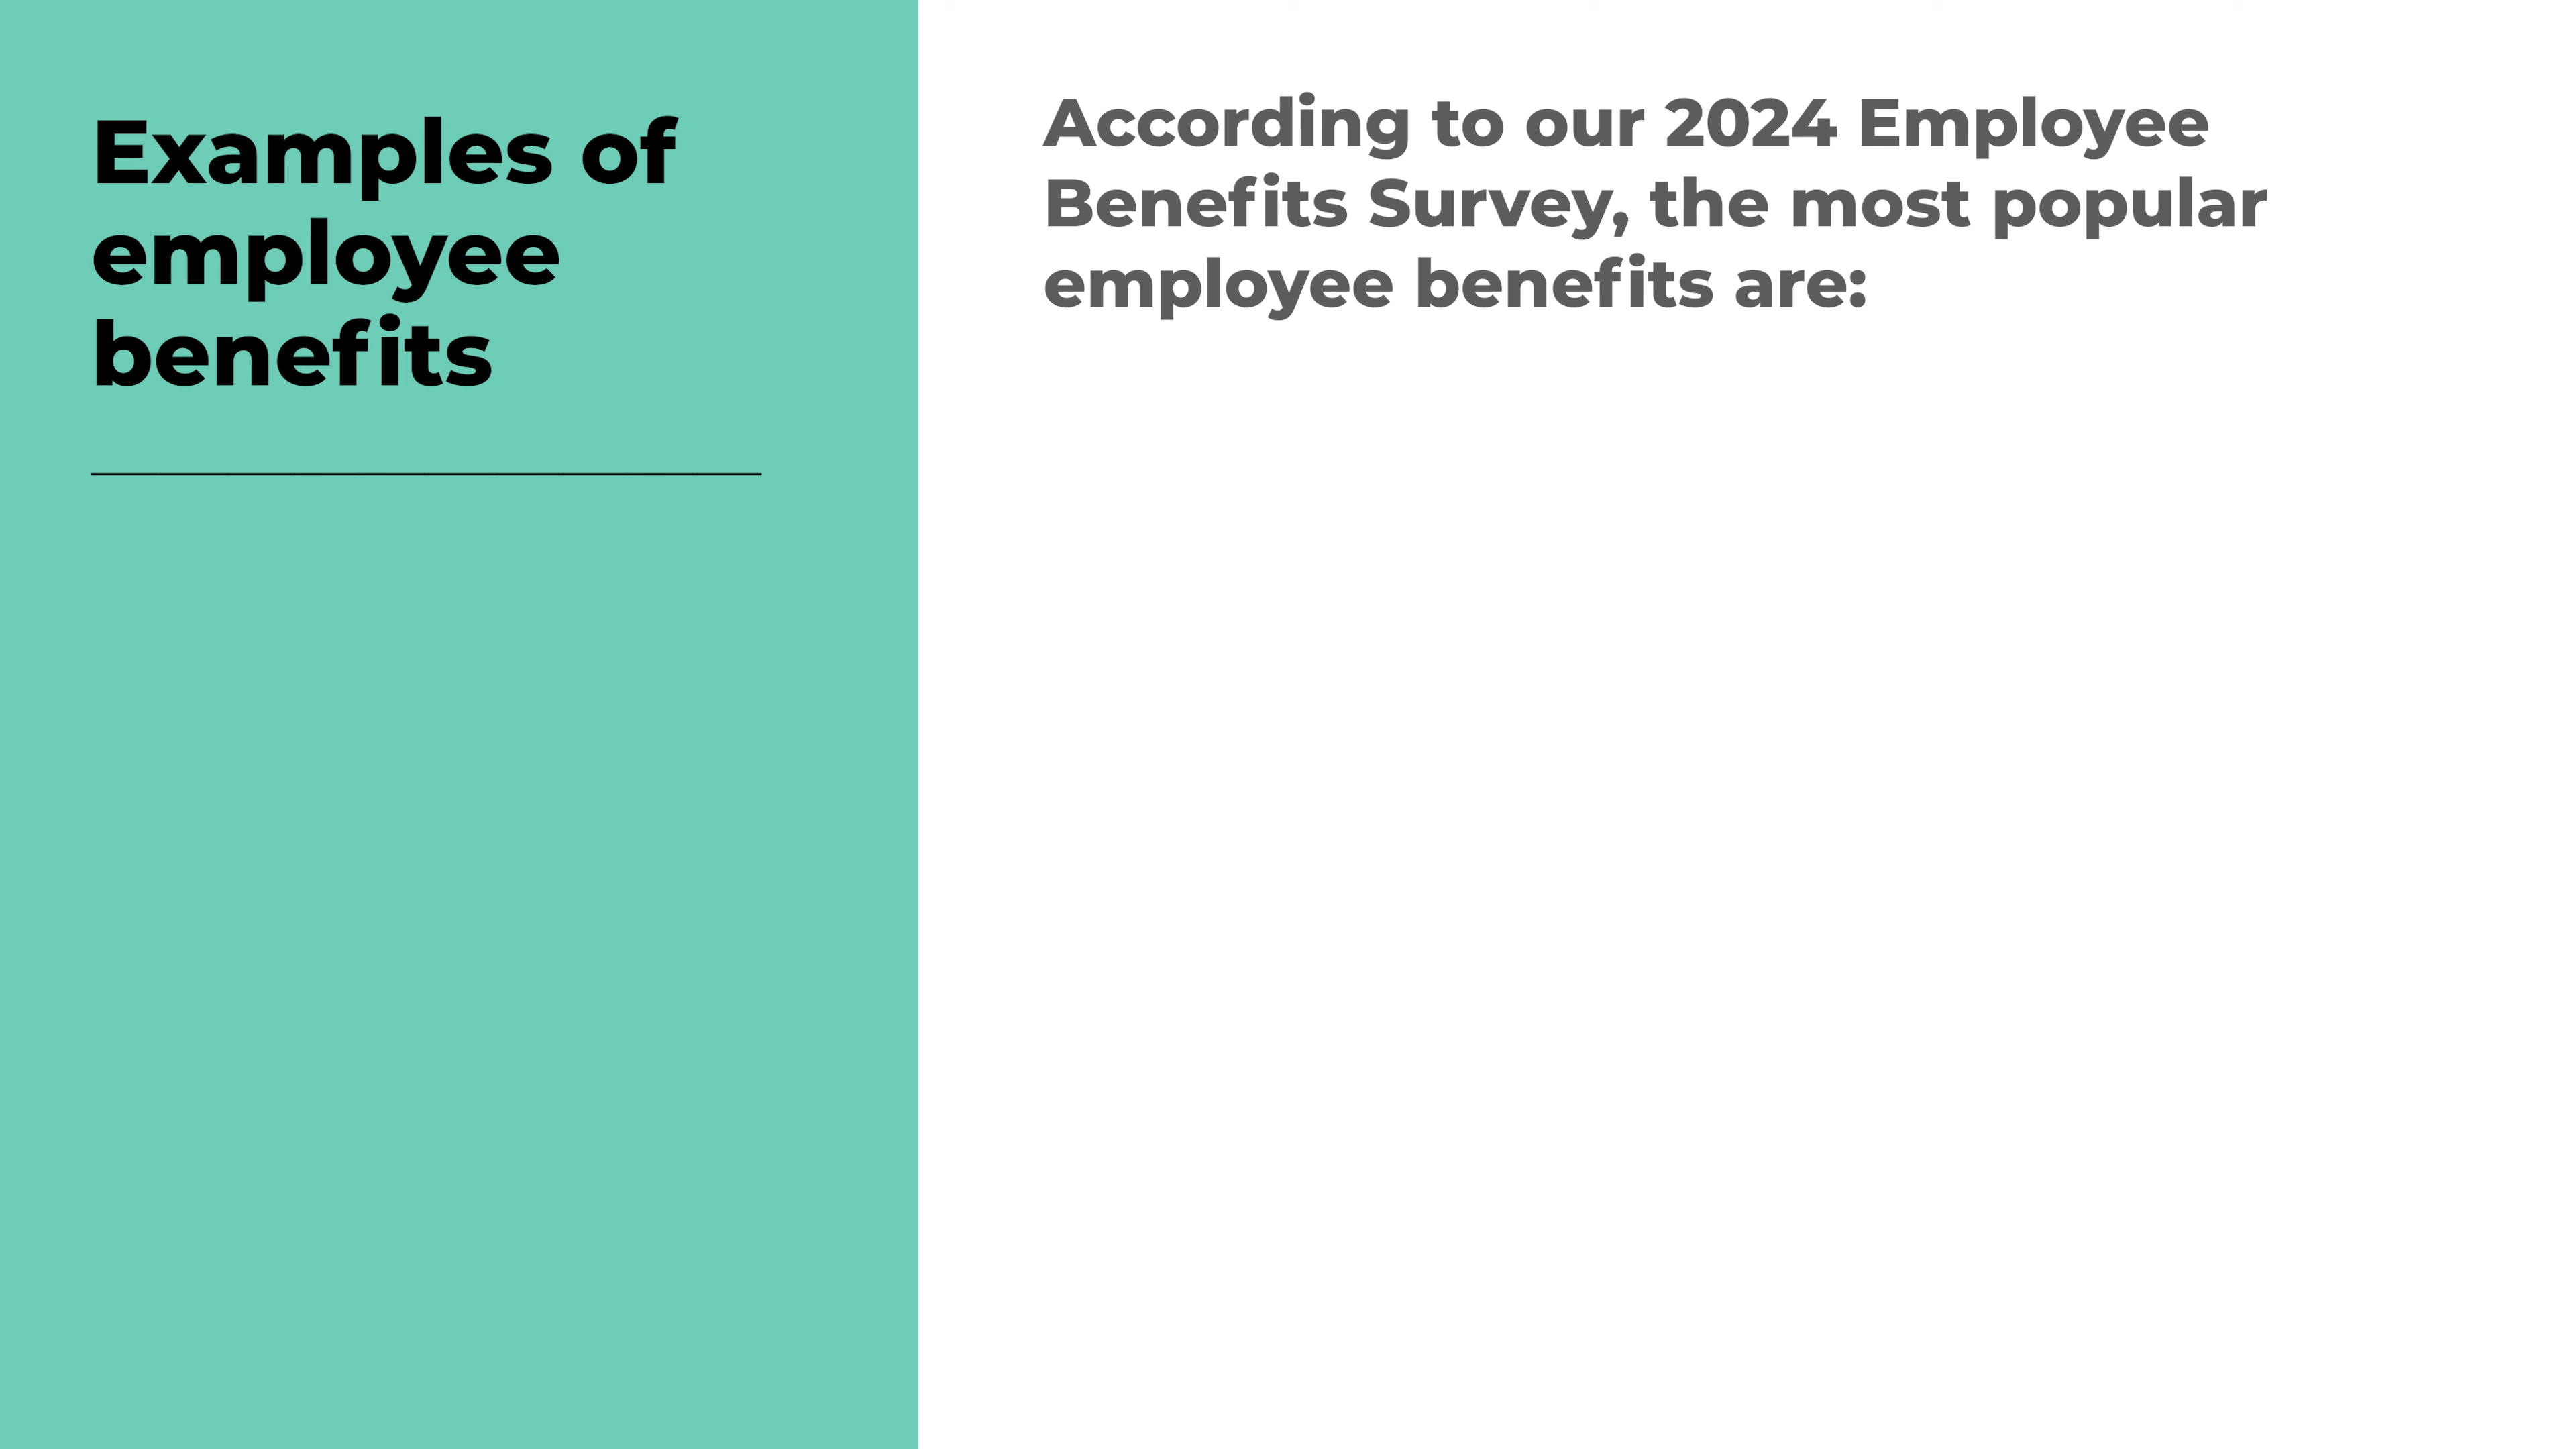 Examples of
employee
benefits
According to our 2024 Employee
Benefits Survey, the most popular
employee benefits are: